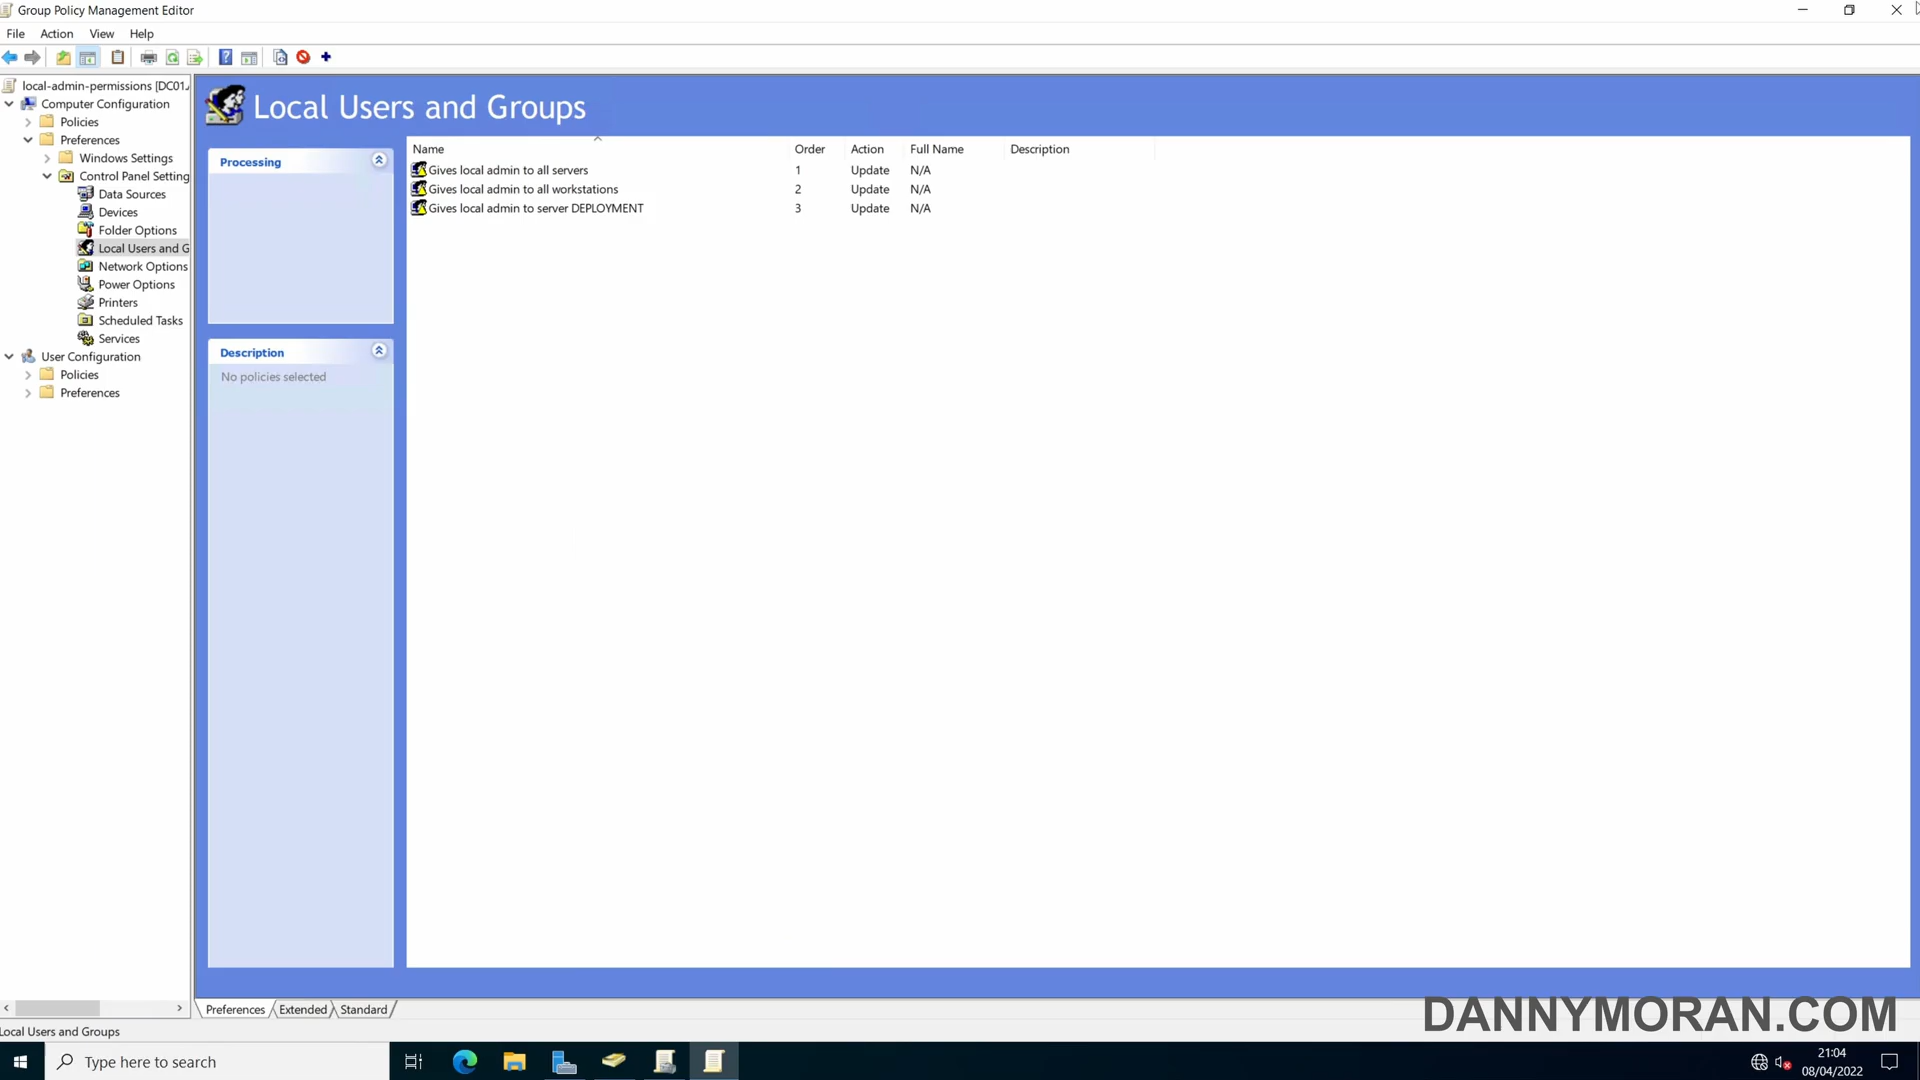 Group Policy Management Editor
File Action View Help
local-admin-permissions [DC01.
Computer Configuration
Policies
Preferences
Windows Settings
Control Panel Setting
Data Sources
Devices
Folder Options
Local Users and G
Network Options
Power Options
Printers
Scheduled Tasks
Services
User Configuration
Policies
Preferences
Local Users and Groups
Processing
Description
No policies selected
Name Order Action Full Name Description
Gives local admin to all servers 1 Update N/A
Gives local admin to all workstations 2 Update N/A
Gives local admin to server DEPLOYMENT 3 Update N/A
Preferences Extended Standard
DANNYMORAN.COM
Local Users and Groups
Type here to search
21:04
08/04/2022